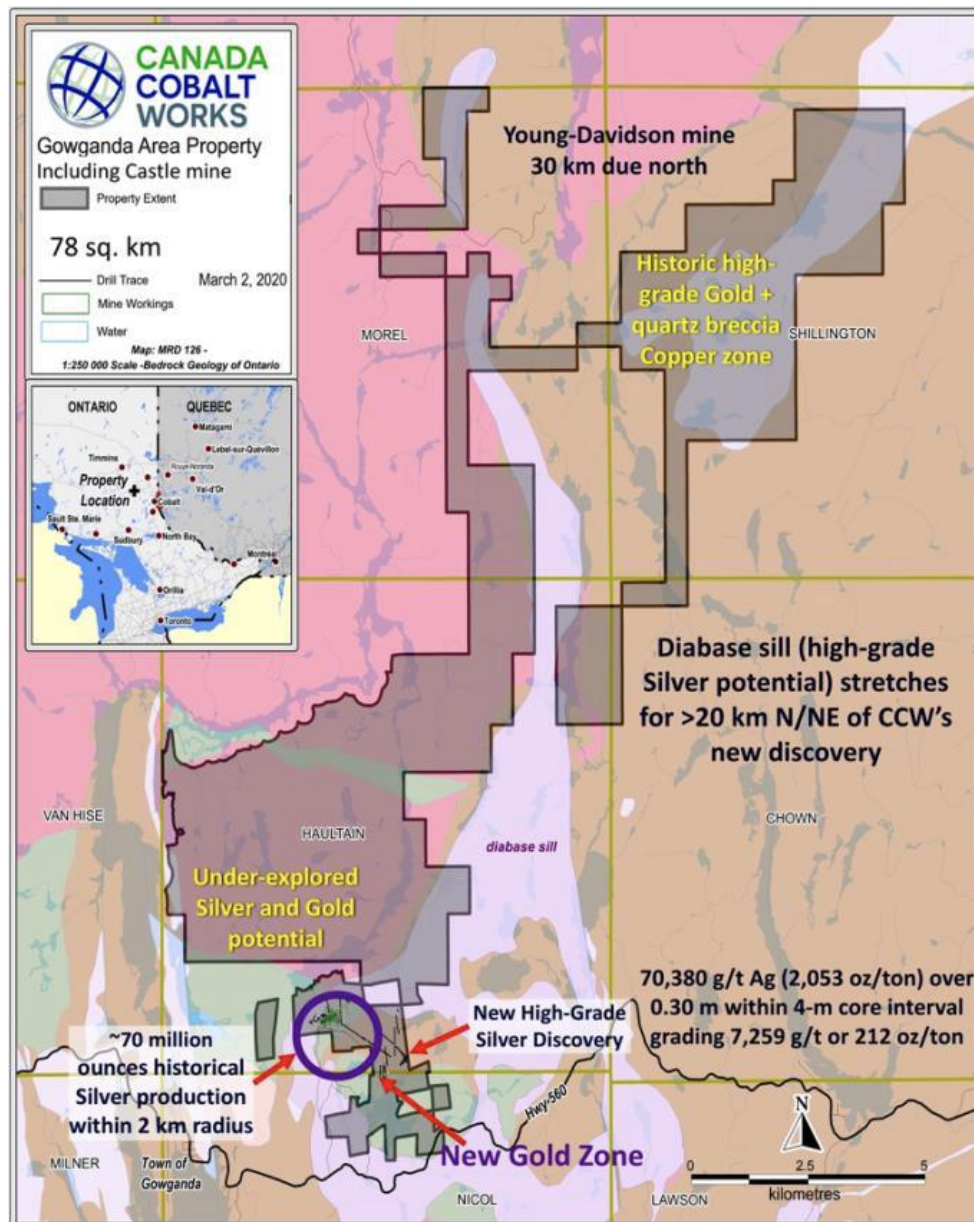 CANADA
COBALT
WORKS
Gowganda Area Property
Including Castle mine
Property Extent
78 sq. km
Drill Trace
March 2, 2020
Mine Workings
Water
Map: MRD 126 -
1:250 000 Scale -Bedrock Geology of Ontario
ONTARIO
QUEBEC
Matagami
Lebel-sur-Quevillon
Timmins
Rouyn-Noranda
Val-d'Or
Property
Location
Cobalt
Sault Ste. Marie
Sudbury
North Bay
Montreal
Orillia
Toronto
Young-Davidson mine
30 km due north
Historic high-
grade Gold +
quartz breccia
Copper zone
MOREL
SHILLINGTON
Diabase sill (high-grade
Silver potential) stretches
for >20 km N/NE of CCW's
new discovery
VAN HISE
HAULTAIN
CHOWN
diabase sill
Under-explored
Silver and Gold
potential
70,380 g/t Ag (2,053 oz/ton) over
0.30 m within 4-m core interval
grading 7,259 g/t or 212 oz/ton
New High-Grade
Silver Discovery
~70 million
ounces historical
Silver production
within 2 km radius
Hwy-560
New Gold Zone
MILNER
Town of
Gowganda
NICOL
LAWSON
N
0 2.5 5
kilometres